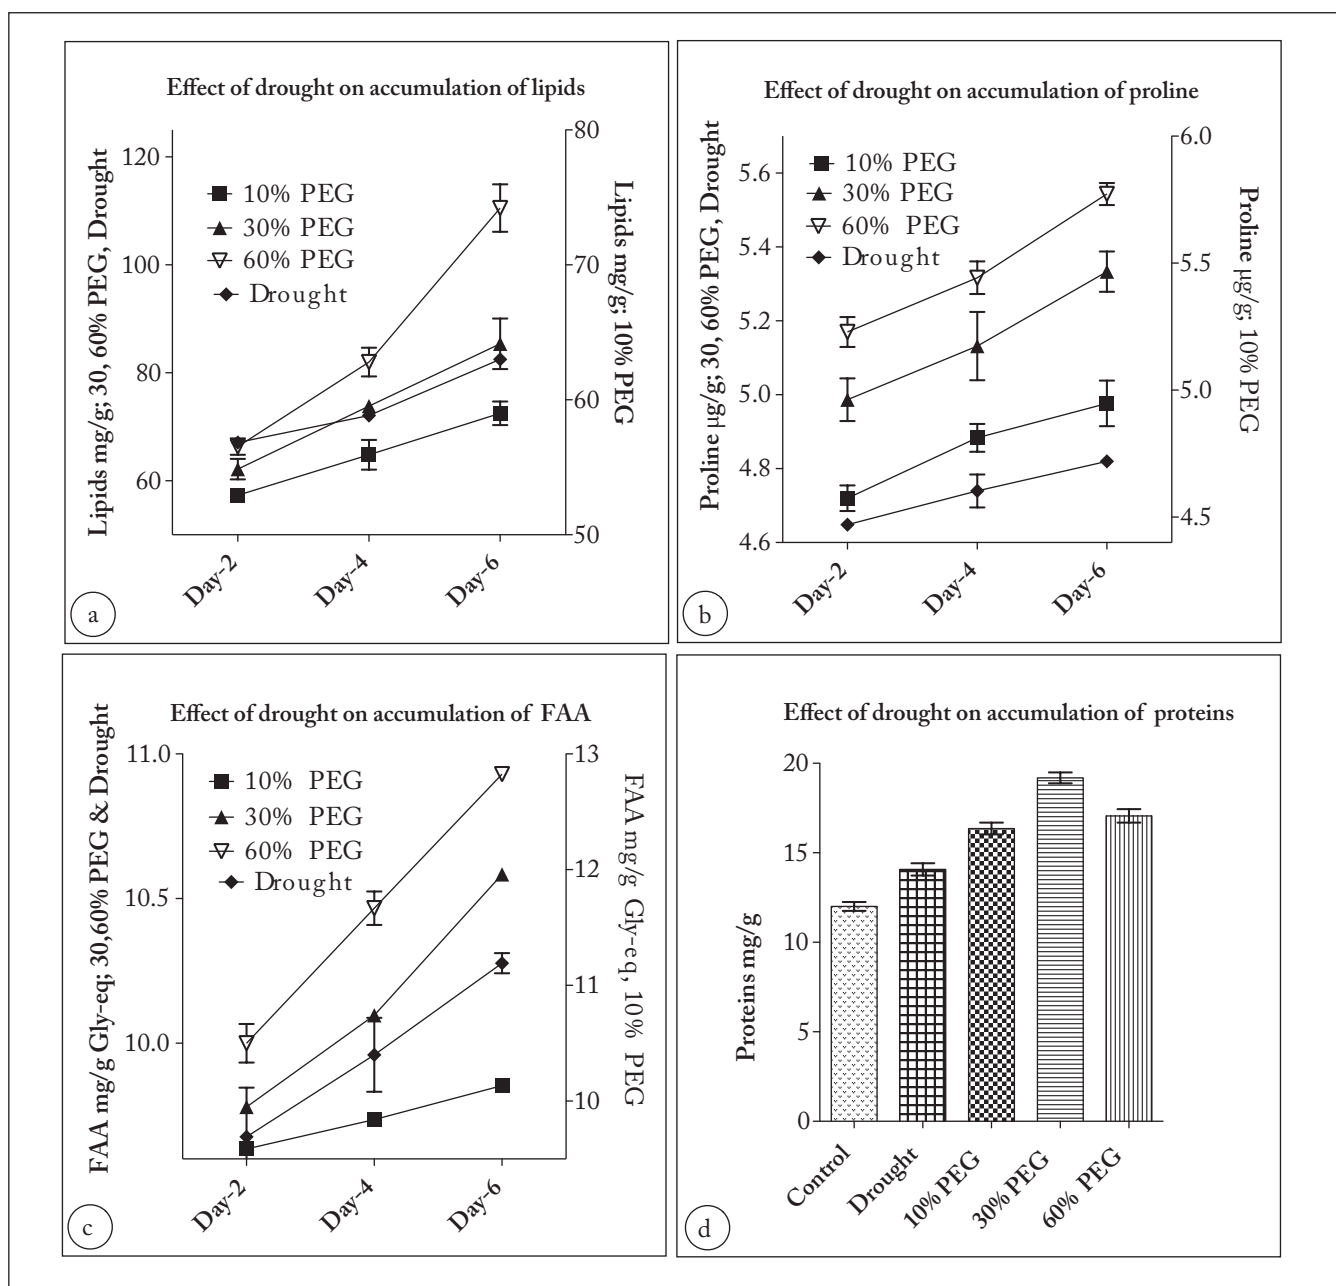 Effect of drought on accumulation of lipids
Lipids mg/g; 30, 60% PEG, Drought
120
100
80
60
10% PEG
30% PEG
60% PEG
Drought
80
70
60
50
Lipids mg/g; 10% PEG
Day-2
Day-4
Day-6
a
Effect of drought on accumulation of proline
Proline µg/g; 30, 60% PEG, Drought
5.6
5.4
5.2
5.0
4.8
4.6
10% PEG
30% PEG
60% PEG
Drought
6.0
5.5
5.0
4.5
Proline µg/g; 10% PEG
Day-2
Day-4
Day-6
b
Effect of drought on accumulation of FAA
FAA mg/g Gly-eq; 30,60% PEG & Drought
11.0
10.5
10.0
10% PEG
30% PEG
60% PEG
Drought
13
12
11
10
FAA mg/g Gly-eq, 10% PEG
Day-2
Day-4
Day-6
c
Effect of drought on accumulation of proteins
Proteins mg/g
20
15
10
5
0
Control
Drought
10% PEG
30% PEG
60% PEG
d